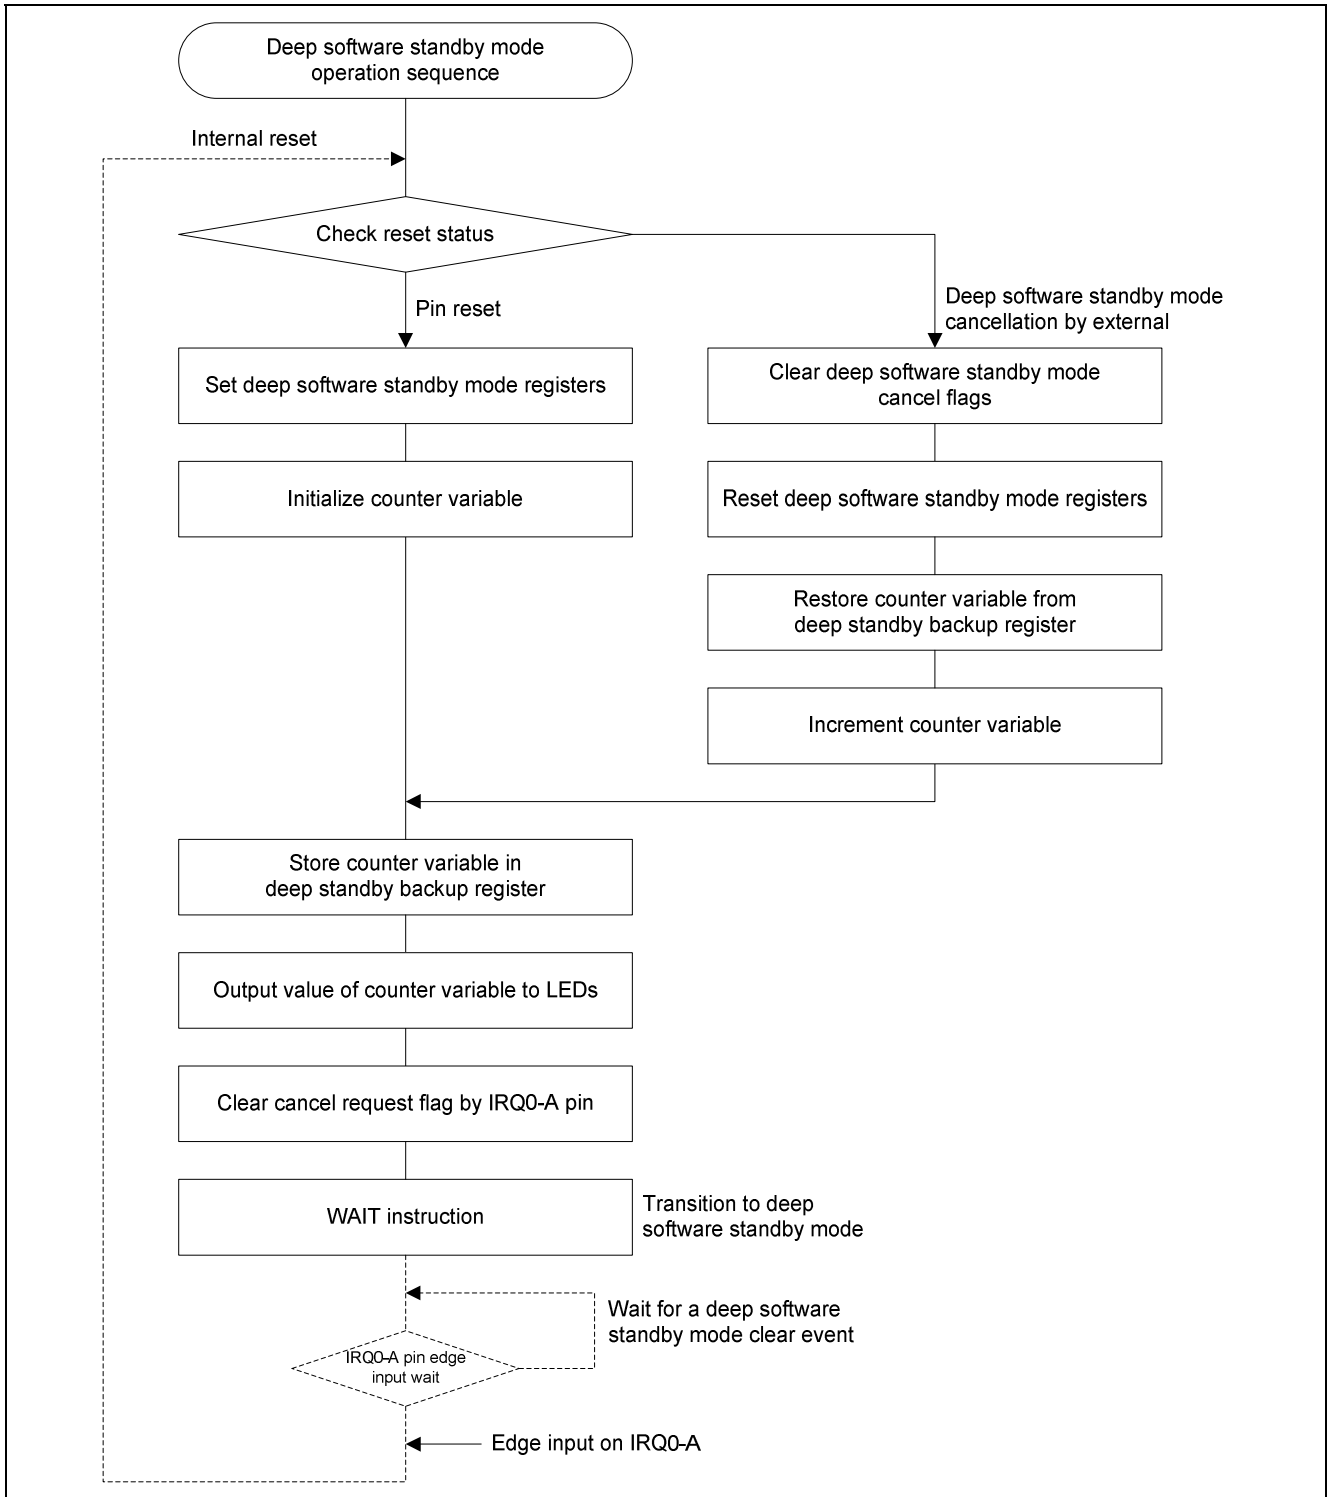 Deep software standby mode
operation sequence
Internal reset
Check reset status
Pin reset
Deep software standby mode
cancellation by external
Set deep software standby mode registers
Clear deep software standby mode
cancel flags
Initialize counter variable
Reset deep software standby mode registers
Restore counter variable from
deep standby backup register
Increment counter variable
Store counter variable in
deep standby backup register
Output value of counter variable to LEDs
Clear cancel request flag by IRQ0-A pin
WAIT instruction
Transition to deep
software standby mode
Wait for a deep software
standby mode clear event
IRQ0-A pin edge
input wait
Edge input on IRQ0-A